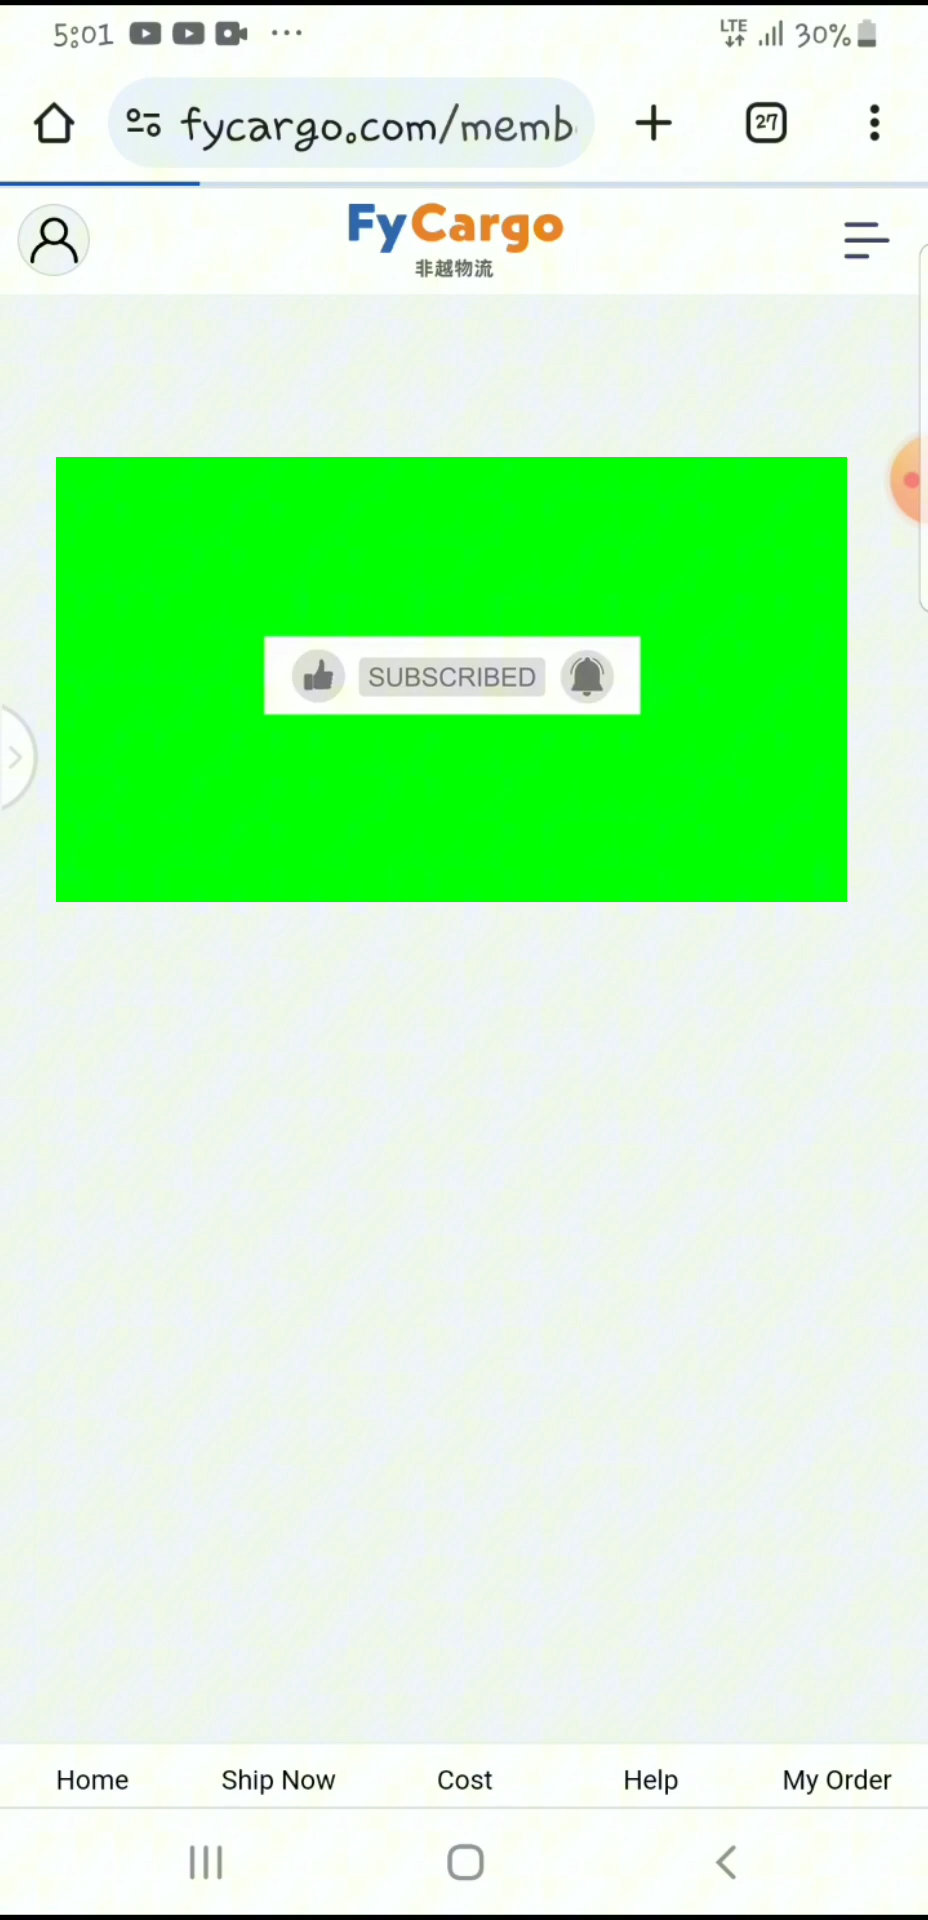 5:01 LTE 30%
fycargo.com/memb 27
FyCargo
非越物流
SUBSCRIBED
Home Ship Now Cost Help My Order